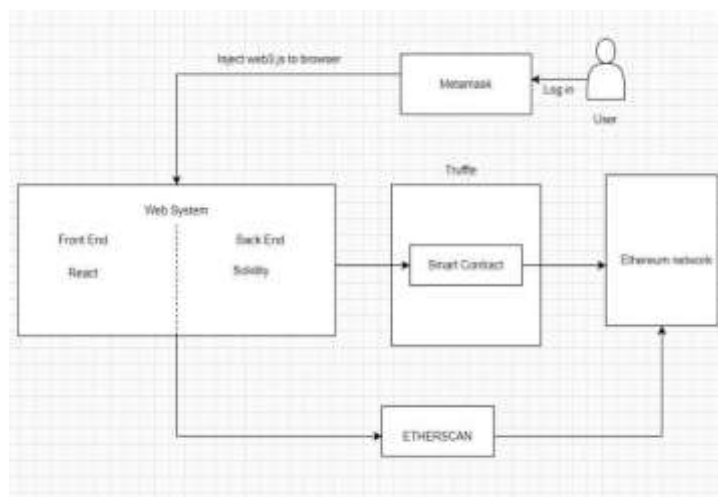 Inject web3.js to browser
Metamask
Log in
User
Truffle
Web System
Front End
Back End
React
Solidity
Smart Contract
Ethereum network
ETHERSCAN